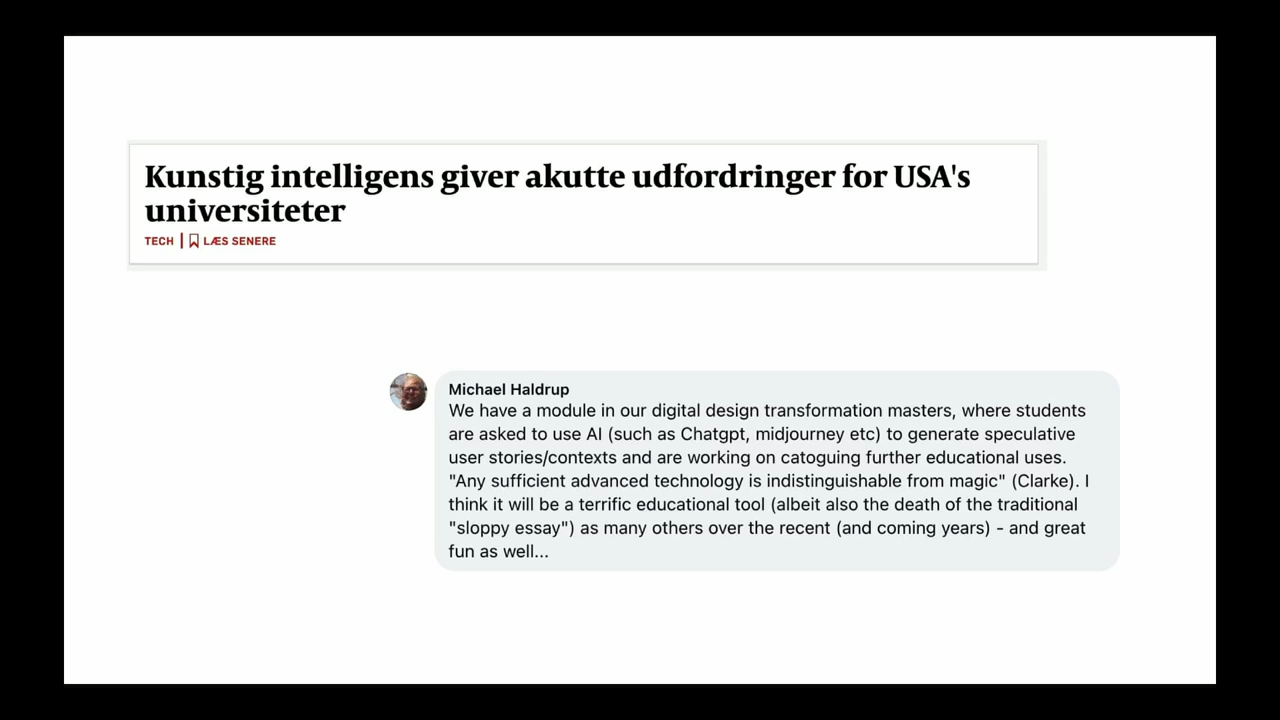 Kunstig intelligens giver akutte udfordringer for USA's
universiteter
TECH | LÆS SENERE
Michael Haldrup
We have a module in our digital design transformation masters, where students
are asked to use AI (such as Chatgpt, midjourney etc) to generate speculative
user stories/contexts and are working on catoguing further educational uses.
"Any sufficient advanced technology is indistinguishable from magic" (Clarke). I
think it will be a terrific educational tool (albeit also the death of the traditional
"sloppy essay") as many others over the recent (and coming years) - and great
fun as well...